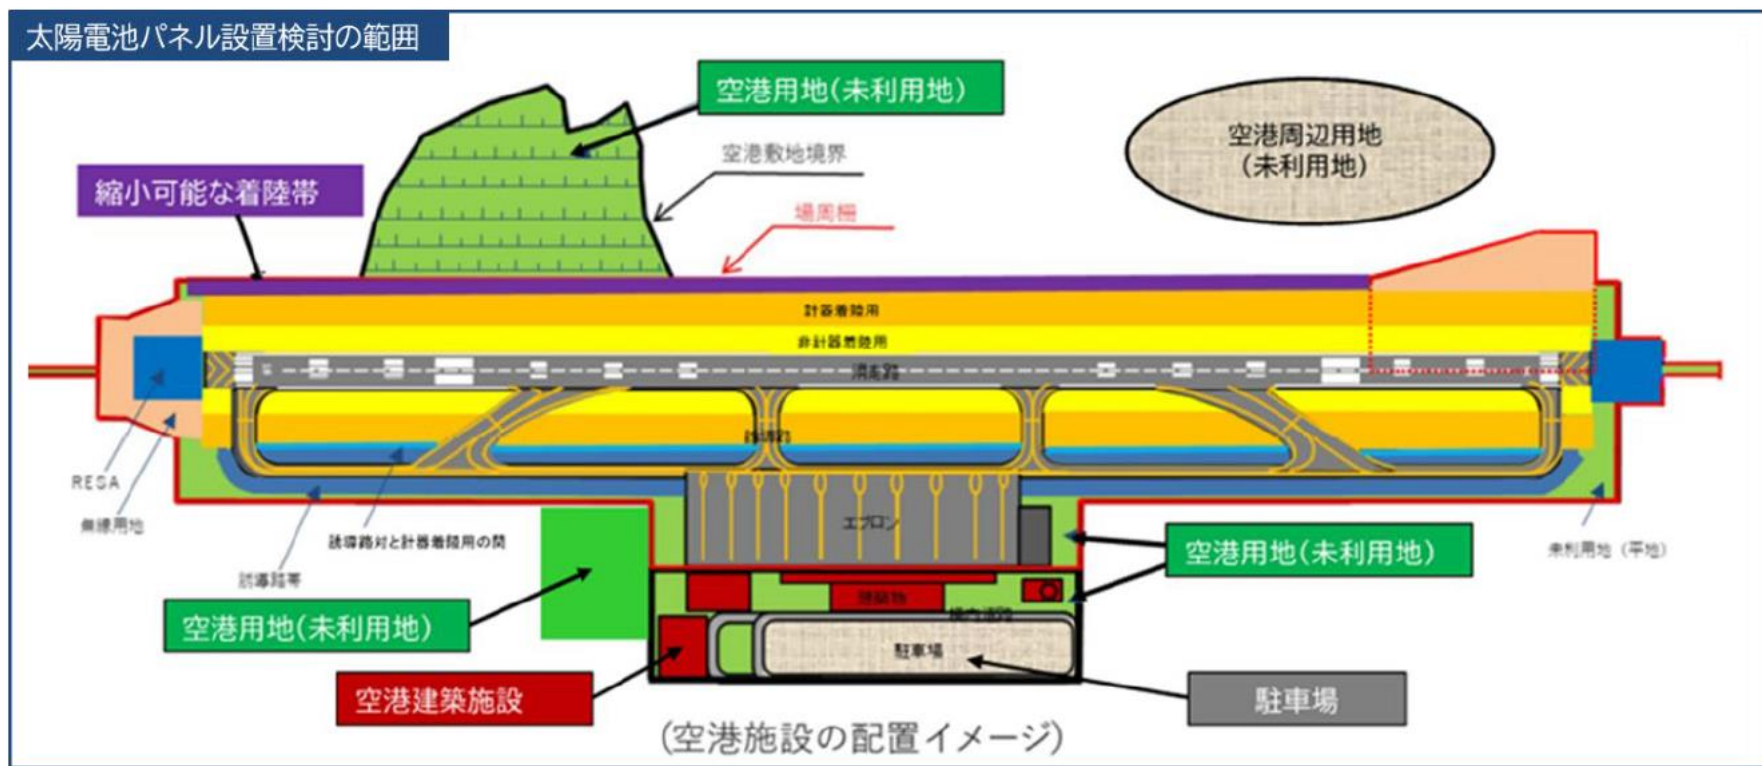 太陽電池パネル設置検討の範囲
空港用地(未利用地)
空港周辺用地
(未利用地)
空港敷地境界
縮小可能な着陸帯
場周柵
計器着陸用
非計器着陸用
滑走路
誘導路
RESA
無線用地
誘導路帯
誘導路対と計器着陸用の間
エプロン
空港用地(未利用地)
未利用地(平地)
空港用地(未利用地)
構内道路
駐車場
空港建築施設
駐車場
(空港施設の配置イメージ)